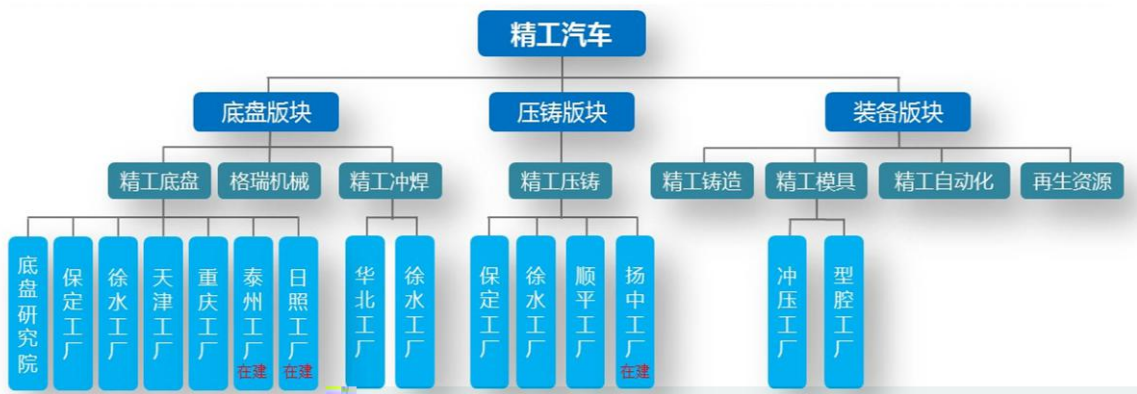 精工汽车
底盘版块
压铸版块
装备版块
精工底盘
格瑞机械
精工冲焊
精工压铸
精工铸造
精工模具
精工自动化
再生资源
底盘研究院
保定工厂
徐水工厂
天津工厂
重庆工厂
泰州工厂
在建
日照工厂
在建
华北工厂
徐水工厂
保定工厂
徐水工厂
顺平工厂
扬中工厂
在建
冲压工厂
型腔工厂